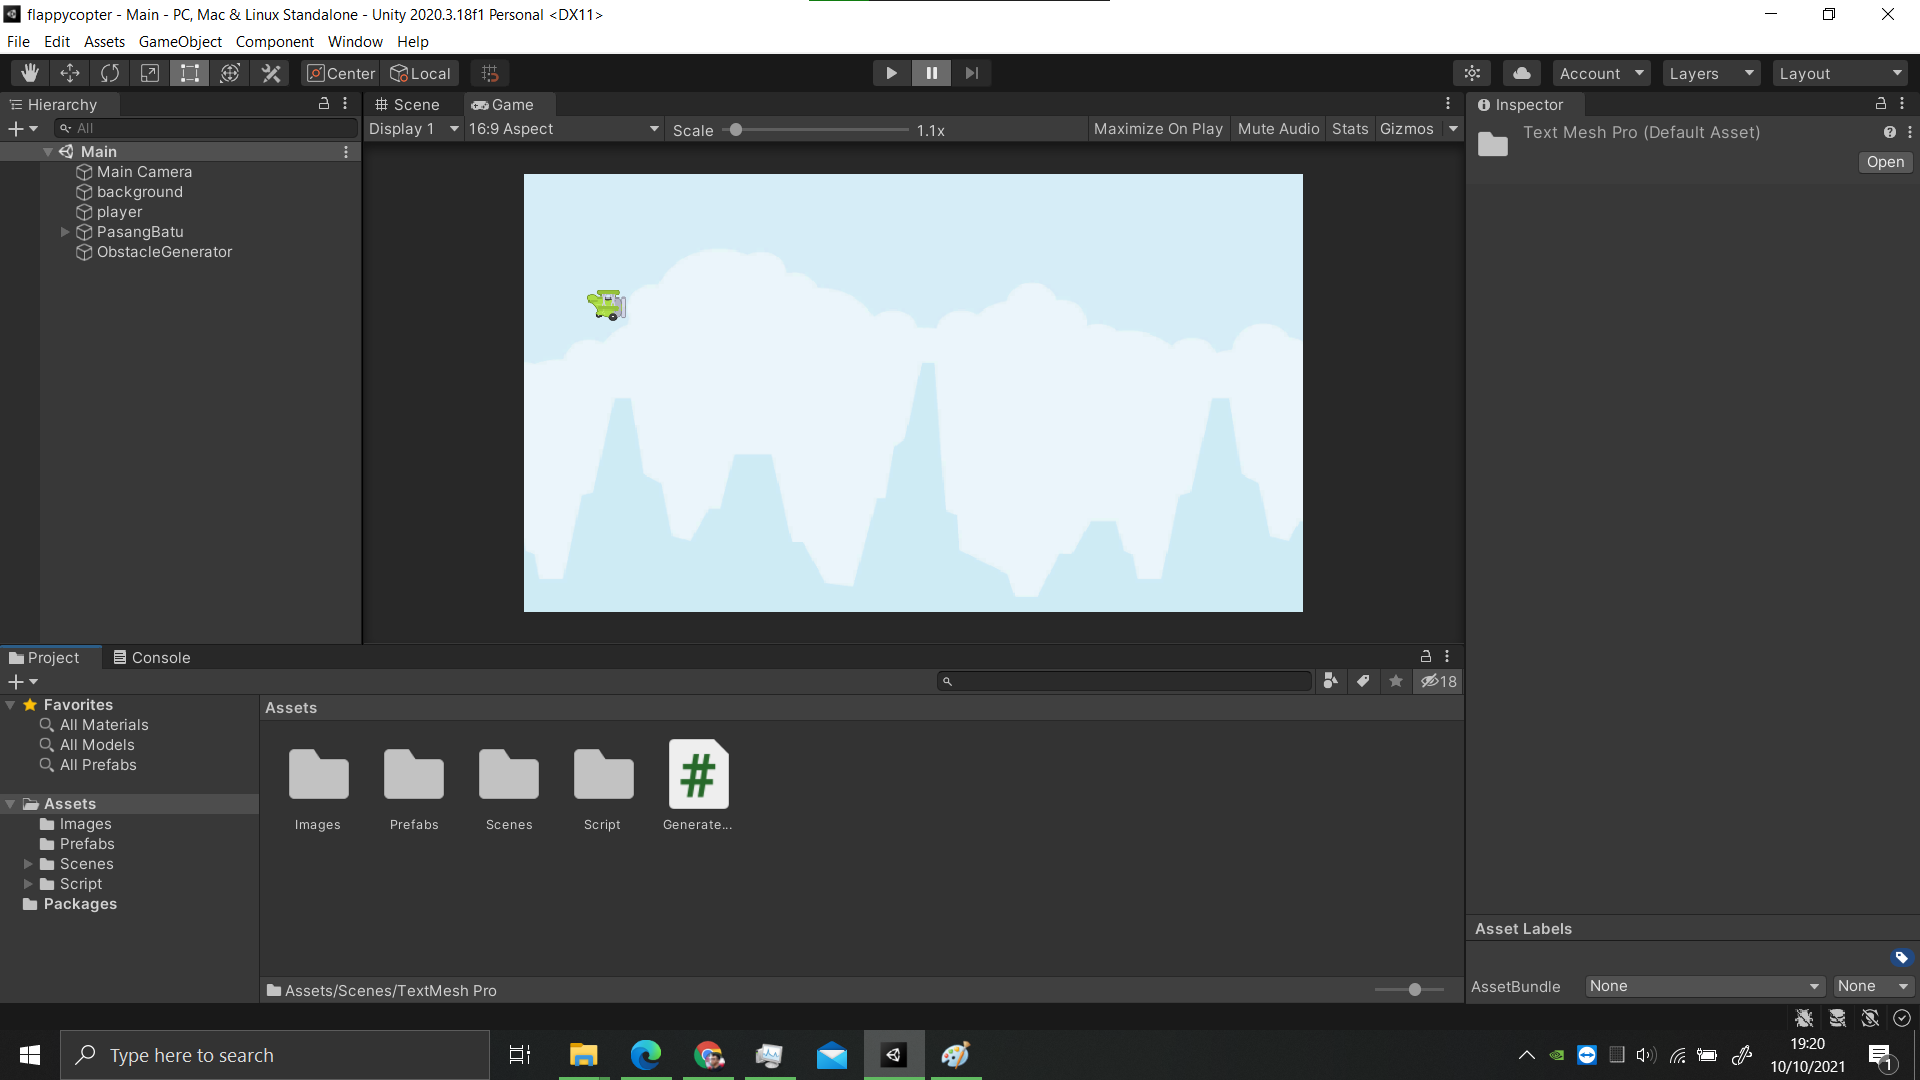 flappycopter - Main - PC, Mac & Linux Standalone - Unity 2020.3.18f1 Personal <DX11>
File Edit Assets GameObject Component Window Help
Center Local Account Layers Layout
Hierarchy
All
Main
Main Camera
background
player
PasangBatu
ObstacleGenerator
Scene Game
Display 1 16:9 Aspect Scale 1.1x Maximize On Play Mute Audio Stats Gizmos
Inspector
Text Mesh Pro (Default Asset)
Open
Project Console
18
Favorites
All Materials
All Models
All Prefabs
Assets
Images
Prefabs
Scenes
Script
Packages
Assets
Images Prefabs Scenes Script Generate...
Assets/Scenes/TextMesh Pro
Asset Labels
AssetBundle None None
Type here to search
19:20
10/10/2021
1